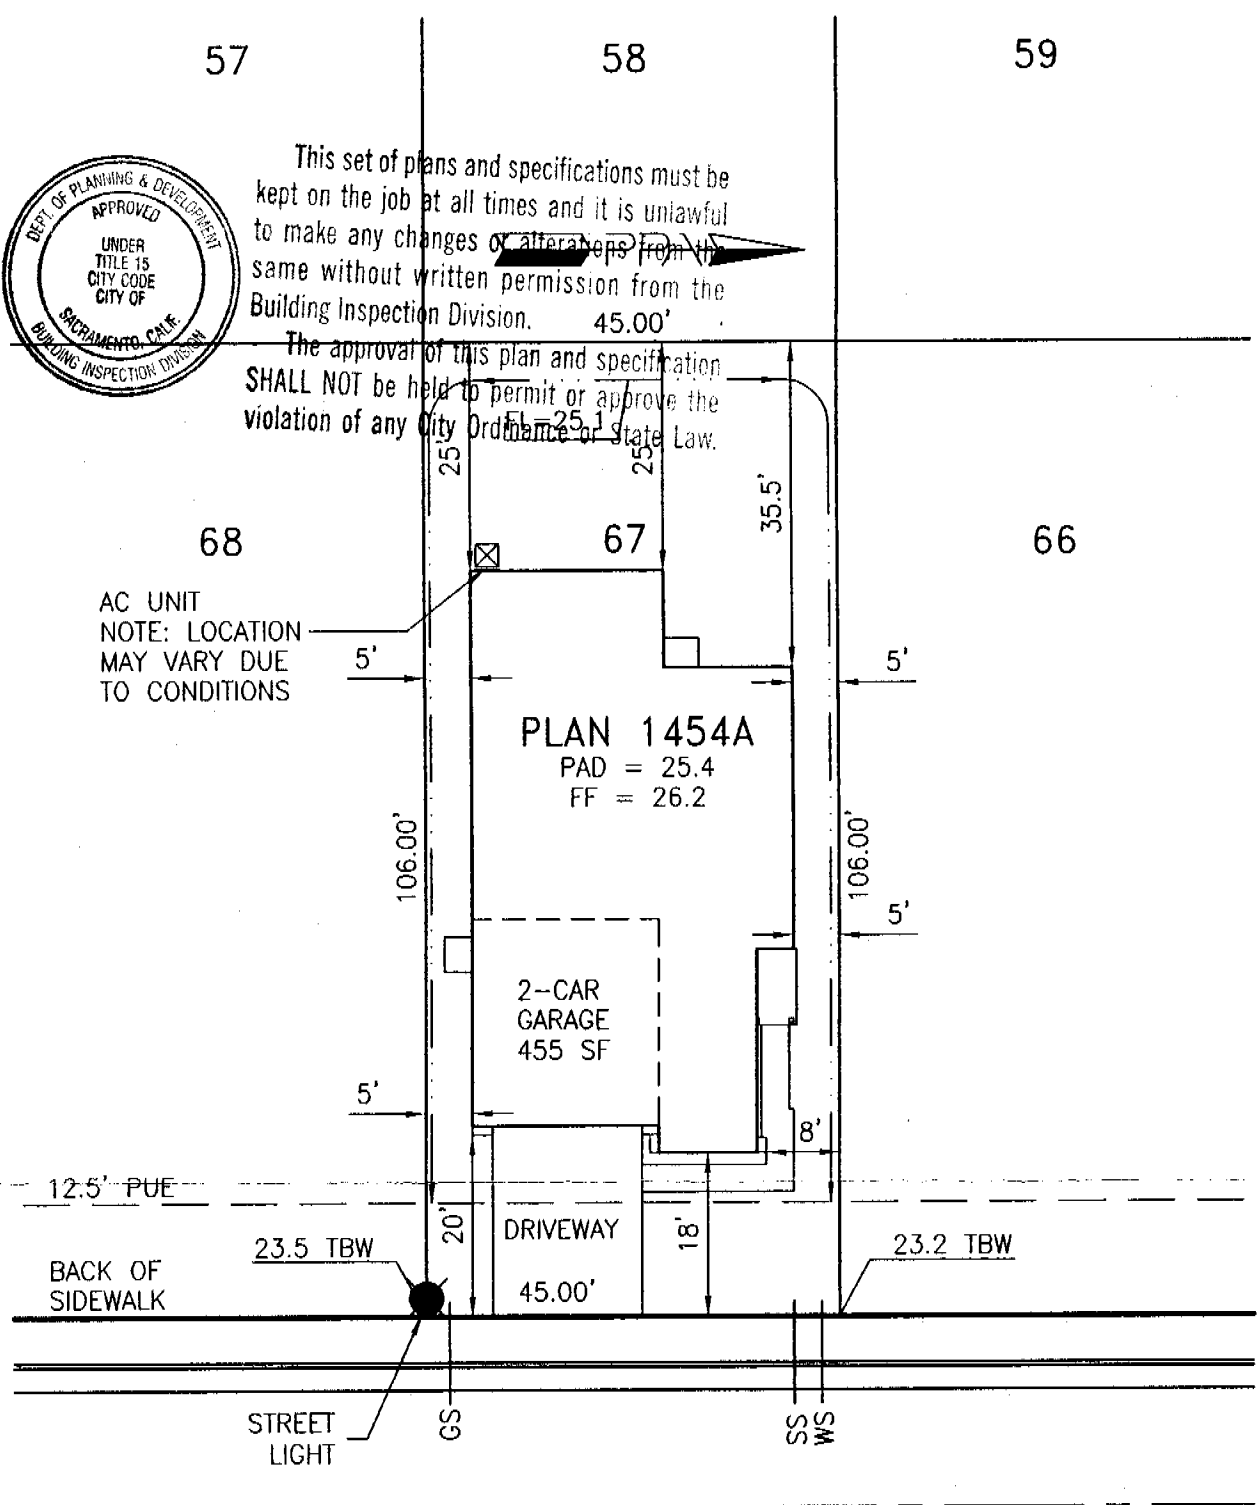 57
58
59
DEPT. OF PLANNING & DEVELOPMENT
APPROVED
UNDER
TITLE 15
CITY CODE
CITY OF
SACRAMENTO, CALIF.
BUILDING INSPECTION DIVISION
This set of plans and specifications must be
kept on the job at all times and it is unlawful
to make any changes or alterations from the
same without written permission from the
Building Inspection Division.
The approval of this plan and specification
SHALL NOT be held to permit or approve the
violation of any City Ordinance or State Law.
45.00'
FL=25.1
25'
25'
35.5'
68
67
66
AC UNIT
NOTE: LOCATION
MAY VARY DUE
TO CONDITIONS
5'
5'
PLAN 1454A
PAD = 25.4
FF = 26.2
106.00'
106.00'
5'
2-CAR
GARAGE
455 SF
5'
8'
12.5' PUE
20'
DRIVEWAY
18'
23.5 TBW
23.2 TBW
BACK OF
SIDEWALK
45.00'
STREET
LIGHT
GS
SS
WS